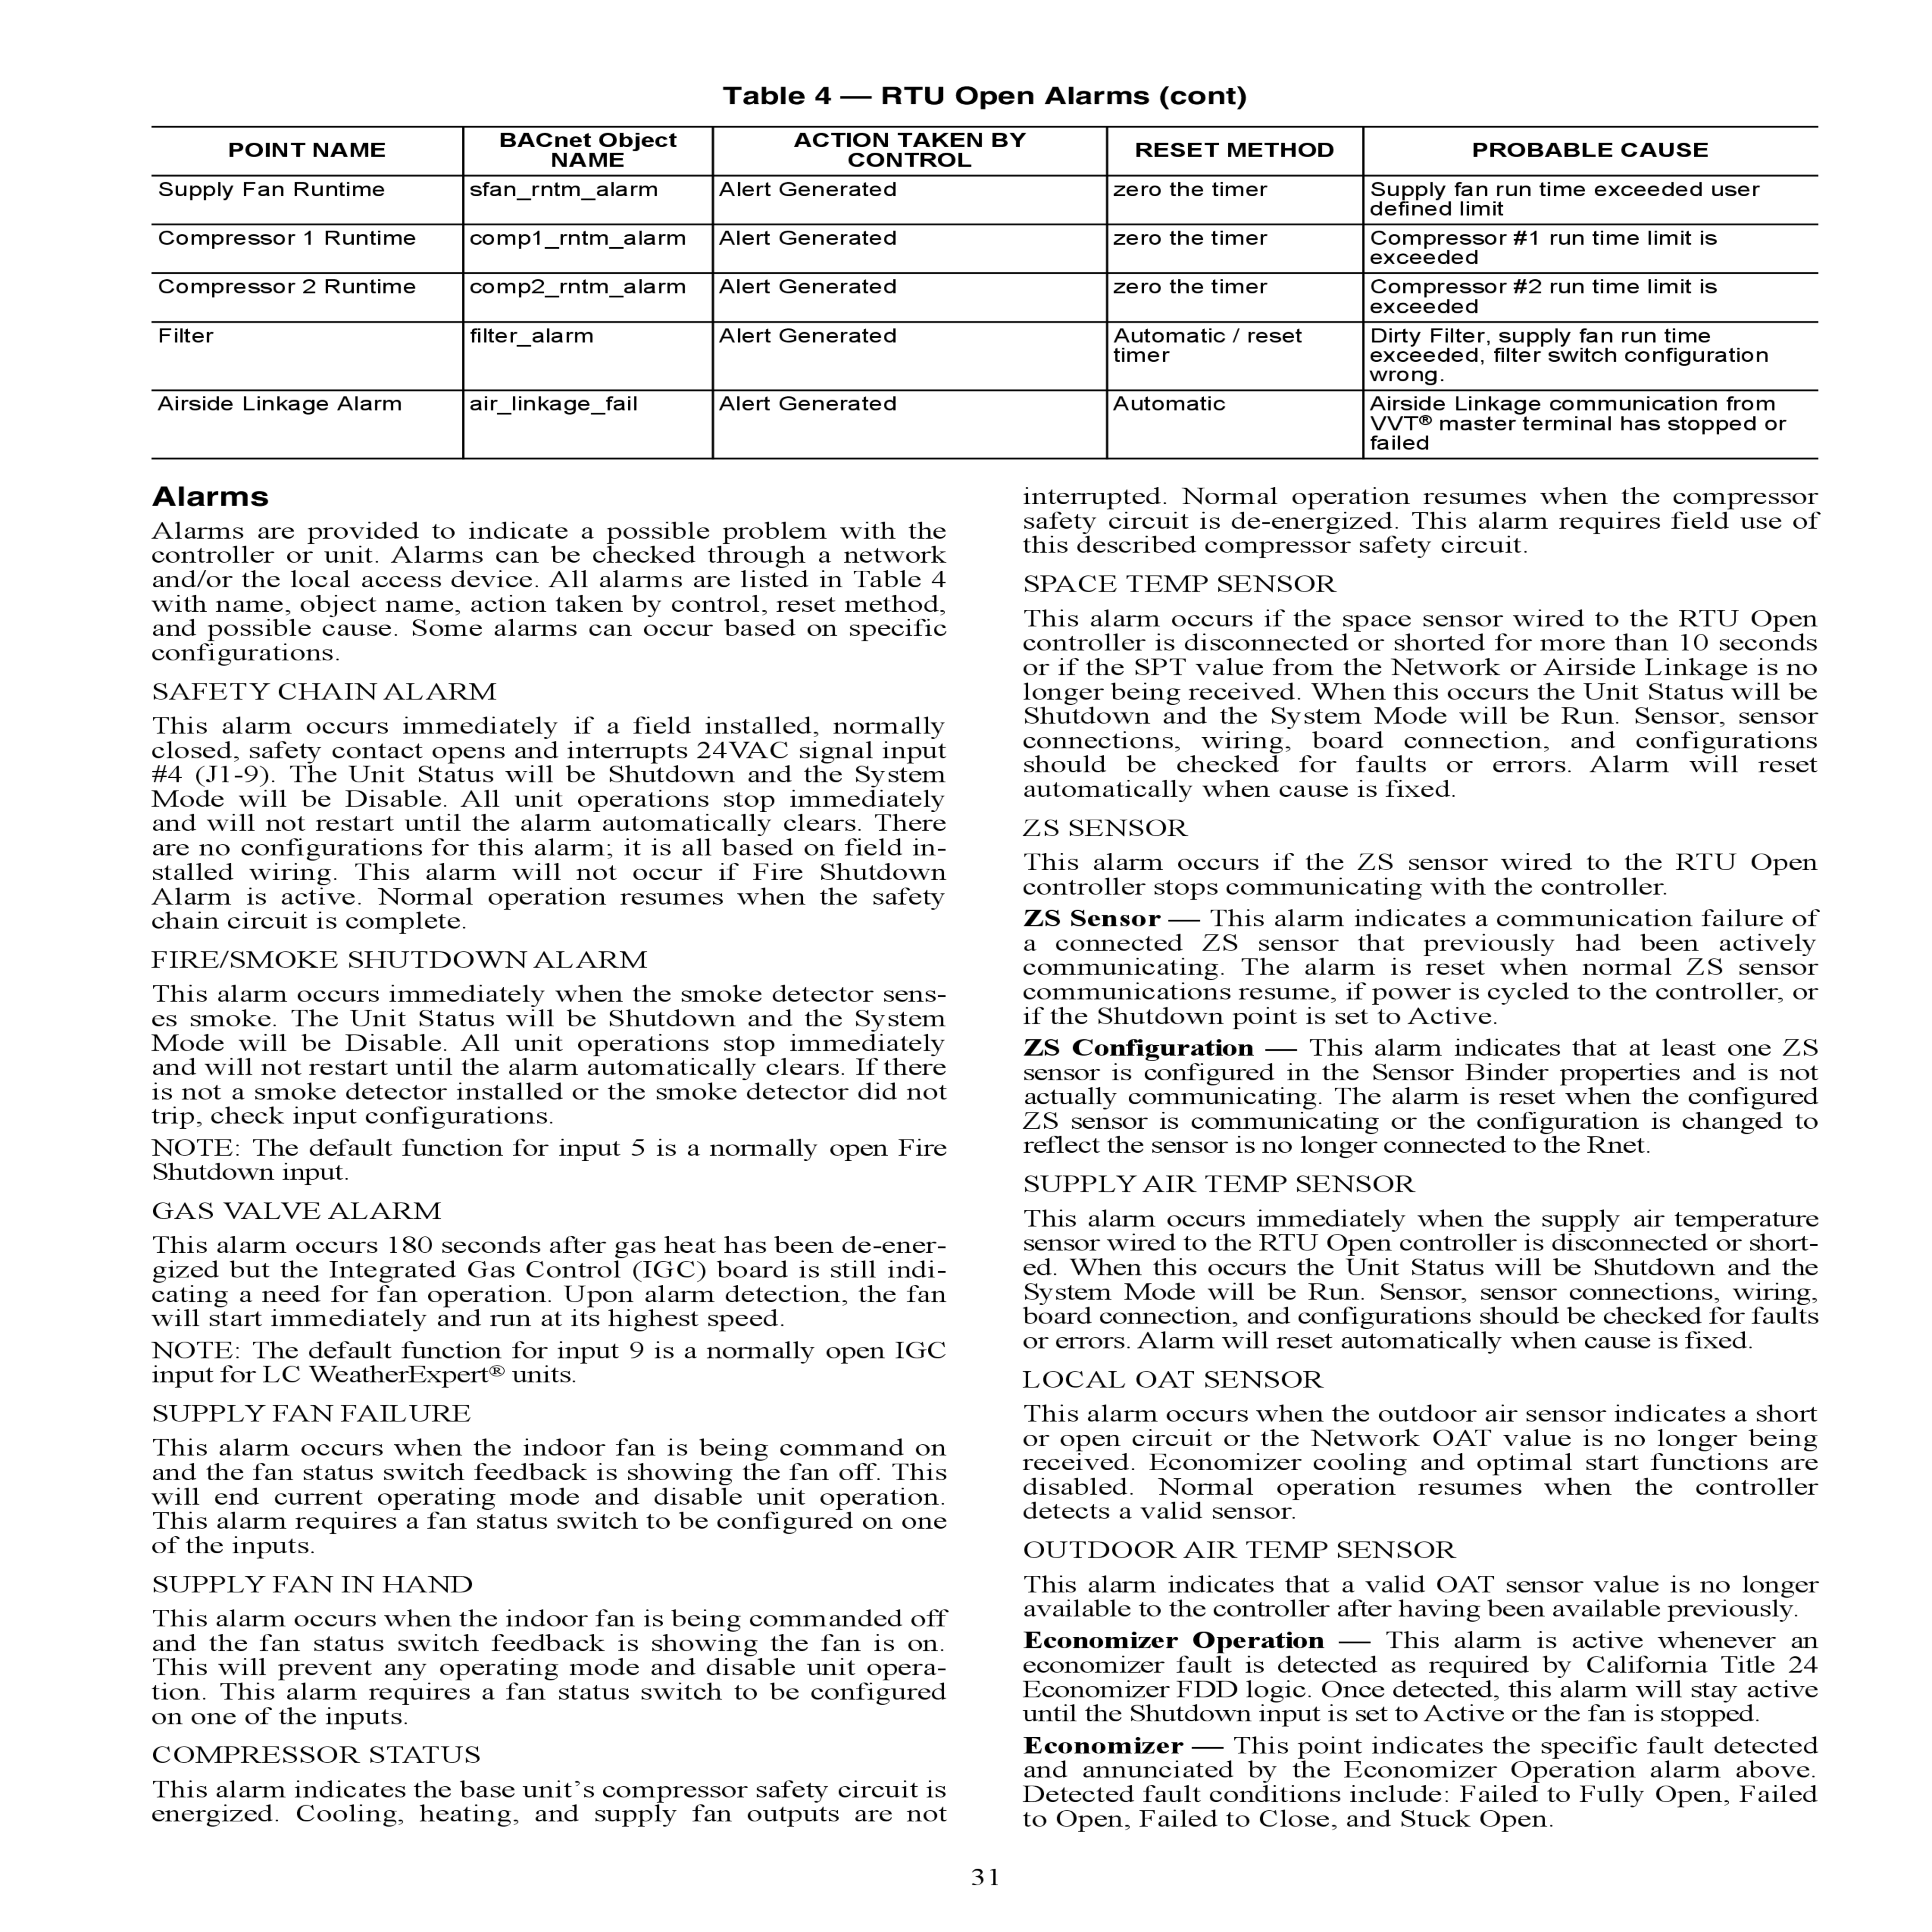 Table 4 — RTU Open Alarms (cont)
POINT NAME
BACnet Object
NAME
ACTION TAKEN BY
CONTROL
RESET METHOD
PROBABLE CAUSE
Supply Fan Runtime
sfan_rntm_alarm
Alert Generated
zero the timer
Supply fan run time exceeded user
defined limit
Compressor 1 Runtime
comp1_rntm_alarm
Alert Generated
zero the timer
Compressor #1 run time limit is
exceeded
Compressor 2 Runtime
comp2_rntm_alarm
Alert Generated
zero the timer
Compressor #2 run time limit is
exceeded
Filter
filter_alarm
Alert Generated
Automatic / reset
timer
Dirty Filter, supply fan run time
exceeded, filter switch configuration
wrong.
Airside Linkage Alarm
air_linkage_fail
Alert Generated
Automatic
Airside Linkage communication from
VVT® master terminal has stopped or
failed
Alarms
Alarms are provided to indicate a possible problem with the
controller or unit. Alarms can be checked through a network
and/or the local access device. All alarms are listed in Table 4
with name, object name, action taken by control, reset method,
and possible cause. Some alarms can occur based on specific
configurations.
SAFETY CHAIN ALARM
This alarm occurs immediately if a field installed, normally
closed, safety contact opens and interrupts 24VAC signal input
#4 (J1-9). The Unit Status will be Shutdown and the System
Mode will be Disable. All unit operations stop immediately
and will not restart until the alarm automatically clears. There
are no configurations for this alarm; it is all based on field in-
stalled wiring. This alarm will not occur if Fire Shutdown
Alarm is active. Normal operation resumes when the safety
chain circuit is complete.
FIRE/SMOKE SHUTDOWN ALARM
This alarm occurs immediately when the smoke detector sens-
es smoke. The Unit Status will be Shutdown and the System
Mode will be Disable. All unit operations stop immediately
and will not restart until the alarm automatically clears. If there
is not a smoke detector installed or the smoke detector did not
trip, check input configurations.
NOTE: The default function for input 5 is a normally open Fire
Shutdown input.
GAS VALVE ALARM
This alarm occurs 180 seconds after gas heat has been de-ener-
gized but the Integrated Gas Control (IGC) board is still indi-
cating a need for fan operation. Upon alarm detection, the fan
will start immediately and run at its highest speed.
NOTE: The default function for input 9 is a normally open IGC
input for LC WeatherExpert® units.
SUPPLY FAN FAILURE
This alarm occurs when the indoor fan is being command on
and the fan status switch feedback is showing the fan off. This
will end current operating mode and disable unit operation.
This alarm requires a fan status switch to be configured on one
of the inputs.
SUPPLY FAN IN HAND
This alarm occurs when the indoor fan is being commanded off
and the fan status switch feedback is showing the fan is on.
This will prevent any operating mode and disable unit opera-
tion. This alarm requires a fan status switch to be configured
on one of the inputs.
COMPRESSOR STATUS
This alarm indicates the base unit's compressor safety circuit is
energized. Cooling, heating, and supply fan outputs are not
interrupted. Normal operation resumes when the compressor
safety circuit is de-energized. This alarm requires field use of
this described compressor safety circuit.
SPACE TEMP SENSOR
This alarm occurs if the space sensor wired to the RTU Open
controller is disconnected or shorted for more than 10 seconds
or if the SPT value from the Network or Airside Linkage is no
longer being received. When this occurs the Unit Status will be
Shutdown and the System Mode will be Run. Sensor, sensor
connections, wiring, board connection, and configurations
should be checked for faults or errors. Alarm will reset
automatically when cause is fixed.
ZS SENSOR
This alarm occurs if the ZS sensor wired to the RTU Open
controller stops communicating with the controller.
ZS Sensor — This alarm indicates a communication failure of
a connected ZS sensor that previously had been actively
communicating. The alarm is reset when normal ZS sensor
communications resume, if power is cycled to the controller, or
if the Shutdown point is set to Active.
ZS Configuration — This alarm indicates that at least one ZS
sensor is configured in the Sensor Binder properties and is not
actually communicating. The alarm is reset when the configured
ZS sensor is communicating or the configuration is changed to
reflect the sensor is no longer connected to the Rnet.
SUPPLY AIR TEMP SENSOR
This alarm occurs immediately when the supply air temperature
sensor wired to the RTU Open controller is disconnected or short-
ed. When this occurs the Unit Status will be Shutdown and the
System Mode will be Run. Sensor, sensor connections, wiring,
board connection, and configurations should be checked for faults
or errors. Alarm will reset automatically when cause is fixed.
LOCAL OAT SENSOR
This alarm occurs when the outdoor air sensor indicates a short
or open circuit or the Network OAT value is no longer being
received. Economizer cooling and optimal start functions are
disabled. Normal operation resumes when the controller
detects a valid sensor.
OUTDOOR AIR TEMP SENSOR
This alarm indicates that a valid OAT sensor value is no longer
available to the controller after having been available previously.
Economizer Operation — This alarm is active whenever an
economizer fault is detected as required by California Title 24
Economizer FDD logic. Once detected, this alarm will stay active
until the Shutdown input is set to Active or the fan is stopped.
Economizer — This point indicates the specific fault detected
and annunciated by the Economizer Operation alarm above.
Detected fault conditions include: Failed to Fully Open, Failed
to Open, Failed to Close, and Stuck Open.
31